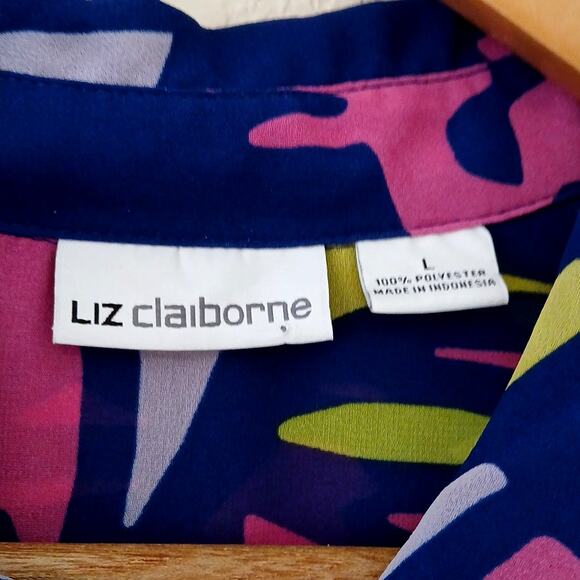 LIZ claiborne
L
100% POLYESTER
MADE IN INDONESIA